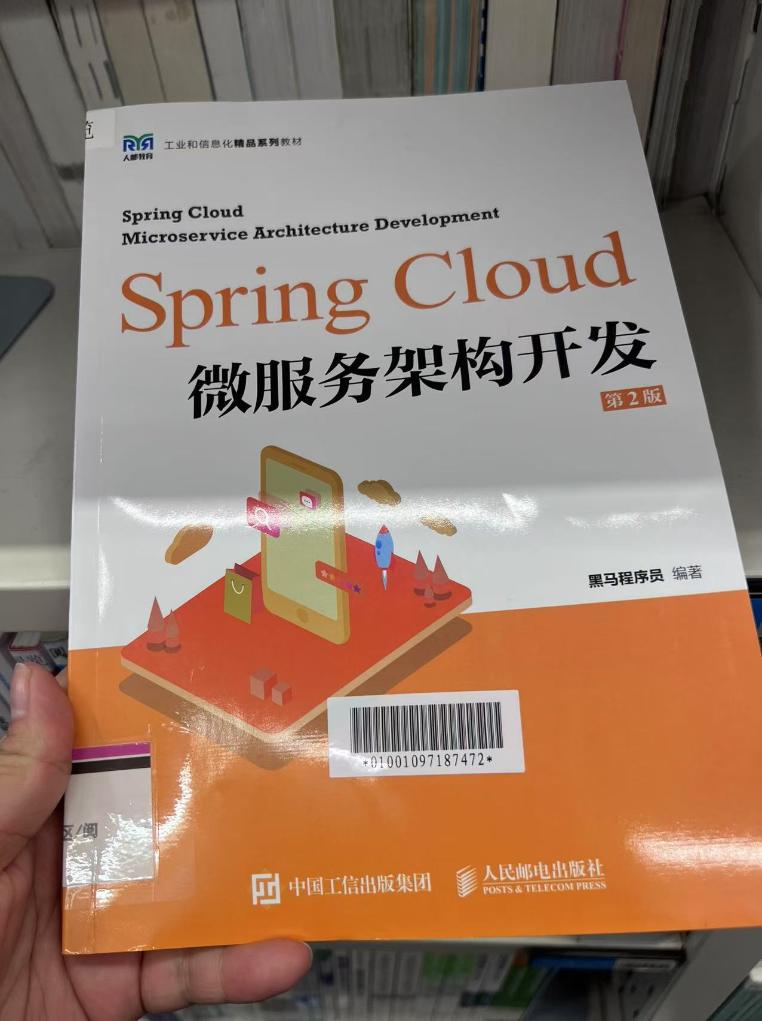 人邮教育
工业和信息化精品系列教材
Spring Cloud
Microservice Architecture Development
Spring Cloud
微服务架构开发
第2版
黑马程序员 编著
*01001097187472*
区/阅
中国工信出版集团
人民邮电出版社
POSTS & TELECOM PRESS